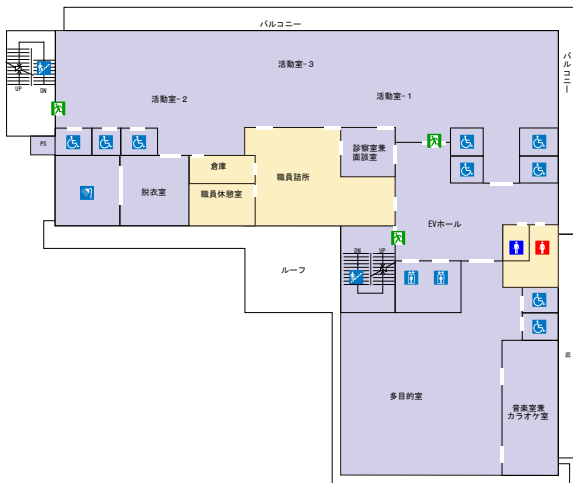 バルコニー
バルコニー
活動室-3
活動室-2
活動室-1
UP
DN
PS
倉庫
職員詰所
診察室兼
面談室
脱衣室
職員休憩室
EVホール
DN
UP
ルーフ
多目的室
音楽室兼
カラオケ室